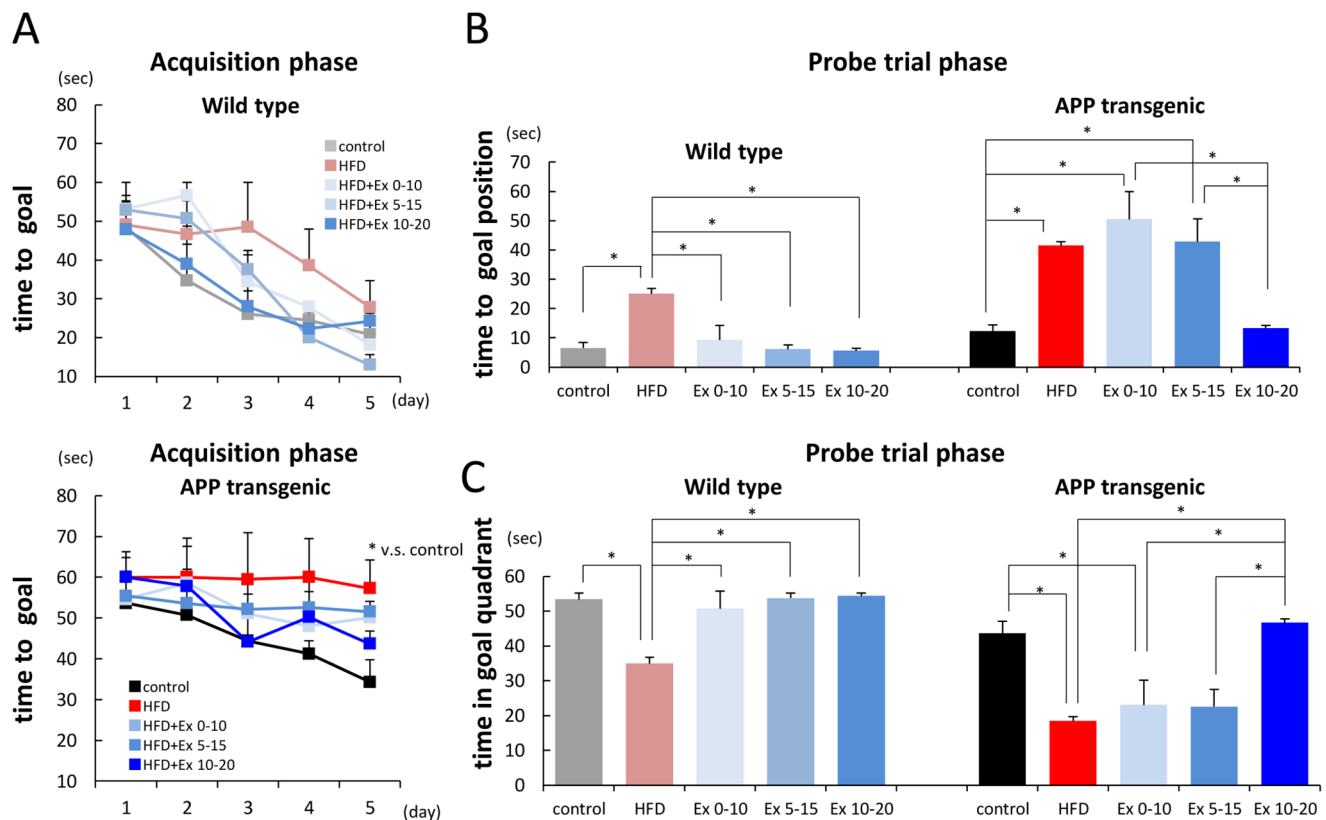 A
Acquisition phase
(sec)
Wild type
80
70
60
50
40
30
20
10
time to goal
control
HFD
HFD+Ex 0-10
HFD+Ex 5-15
HFD+Ex 10-20
1 2 3 4 5 (day)
Acquisition phase
(sec)
APP transgenic
80
70
60
50
40
30
20
10
time to goal
* v.s. control
control
HFD
HFD+Ex 0-10
HFD+Ex 5-15
HFD+Ex 10-20
1 2 3 4 5 (day)
B
Probe trial phase
(sec)
Wild type
APP transgenic
70
60
50
40
30
20
10
0
time to goal position
* * * *
* * * * *
control HFD Ex 0-10 Ex 5-15 Ex 10-20
control HFD Ex 0-10 Ex 5-15 Ex 10-20
C
Probe trial phase
(sec)
Wild type
APP transgenic
60
50
40
30
20
10
0
time in goal quadrant
* * * *
* * * * *
control HFD Ex 0-10 Ex 5-15 Ex 10-20
control HFD Ex 0-10 Ex 5-15 Ex 10-20